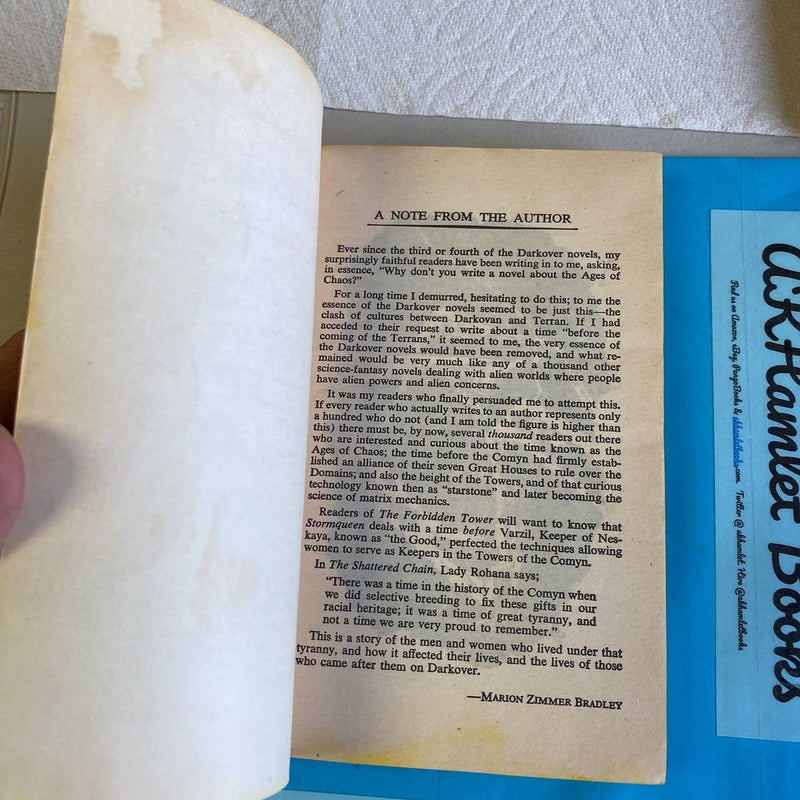 A NOTE FROM THE AUTHOR
Ever since the third or fourth of the Darkover novels, my
surprisingly faithful readers have been writing in to me, asking,
in essence, "Why don't you write a novel about the Ages of
Chaos?"
For a long time I demurred, hesitating to do this; to me the
essence of the Darkover novels seemed to be just this—the
clash of cultures between Darkovan and Terran. If I had
acceded to their request to write about a time "before the
coming of the Terrans," it seemed to me, the very essence of
the Darkover novels would have been removed, and what re-
mained would be very much like any of a thousand other
science-fantasy novels dealing with alien worlds where people
have alien powers and alien concerns.
It was my readers who finally persuaded me to attempt this.
If every reader who actually writes to an author represents only
a hundred who do not (and I am told the figure is higher than
this) there must be, by now, several thousand readers out there
who are interested and curious about the time known as the
Ages of Chaos; the time before the Comyn had firmly estab-
lished an alliance of their seven Great Houses to rule over the
Domains; and also the height of the Towers, and of that curious
technology known then as "starstone" and later becoming the
science of matrix mechanics.
Readers of The Forbidden Tower will want to know that
Stormqueen deals with a time before Varzil, Keeper of Nes-
kaya, known as "the Good," perfected the techniques allowing
women to serve as Keepers in the Towers of the Comyn.
In The Shattered Chain, Lady Rohana says;
"There was a time in the history of the Comyn when
we did selective breeding to fix these gifts in our
racial heritage; it was a time of great tyranny, and
not a time we are very proud to remember."
This is a story of the men and women who lived under that
tyranny, and how it affected their lives, and the lives of those
who came after them on Darkover.
—MARION ZIMMER BRADLEY
a.k.Hamlet Books
Find us on Amazon, eBay, PangoBooks & akhamletbooks.com. Twitter @ akhamlet. Hive @akhamletbooks